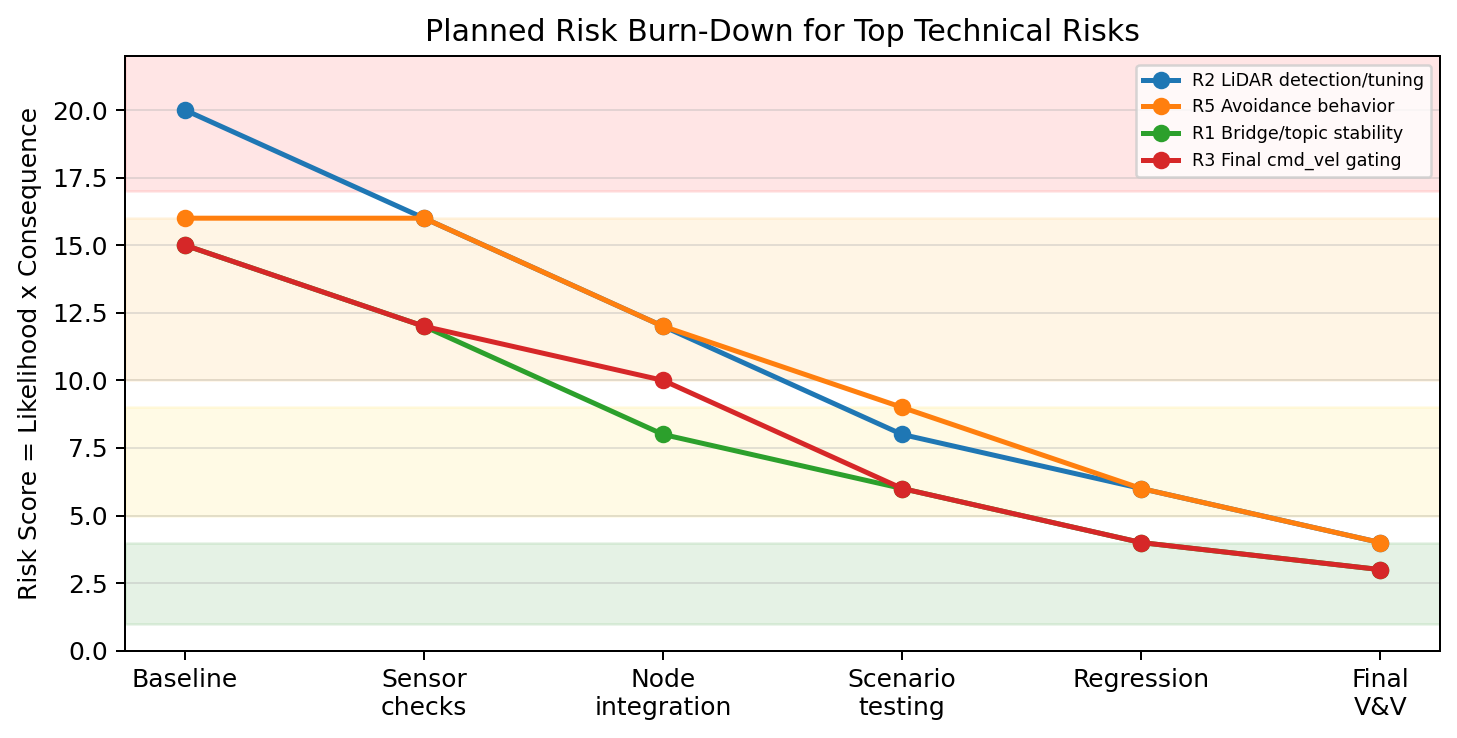 Planned Risk Burn-Down for Top Technical Risks
Risk Score = Likelihood x Consequence
20.0
17.5
15.0
12.5
10.0
7.5
5.0
2.5
0.0
R2 LiDAR detection/tuning
R5 Avoidance behavior
R1 Bridge/topic stability
R3 Final cmd_vel gating
Baseline
Sensor
checks
Node
integration
Scenario
testing
Regression
Final
V&V